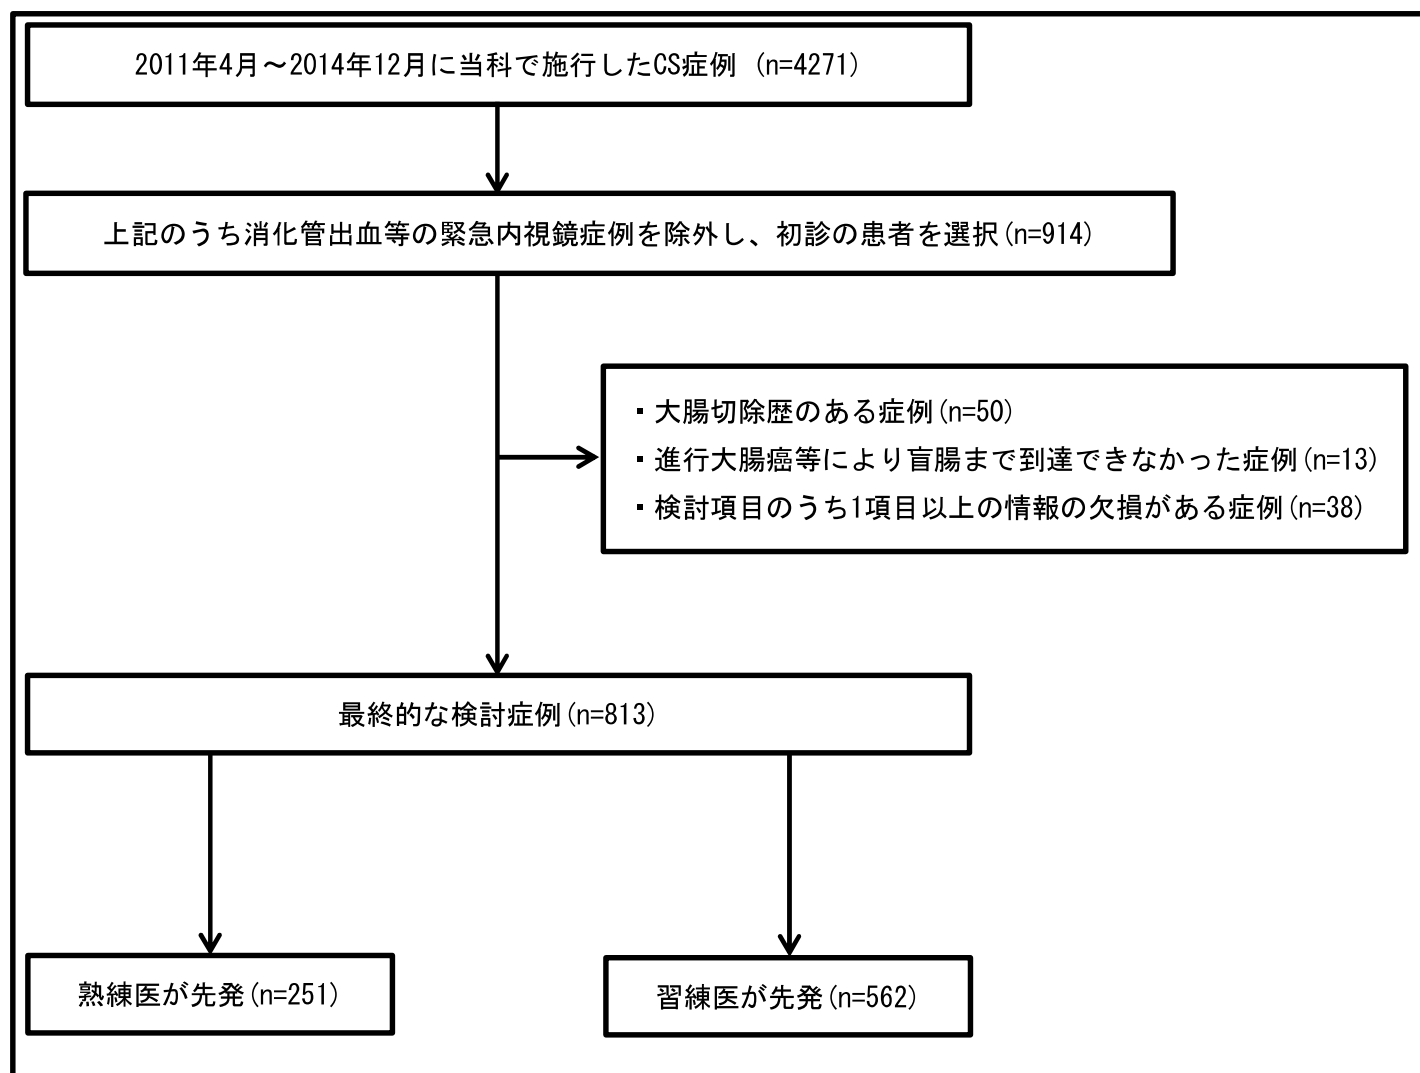 2011年4月～2014年12月に当科で施行したCS症例 (n=4271)
上記のうち消化管出血等の緊急内視鏡症例を除外し、初診の患者を選択(n=914)
・大腸切除歴のある症例(n=50)
・進行大腸癌等により盲腸まで到達できなかった症例(n=13)
・検討項目のうち1項目以上の情報の欠損がある症例(n=38)
最終的な検討症例(n=813)
熟練医が先発(n=251)
習練医が先発(n=562)